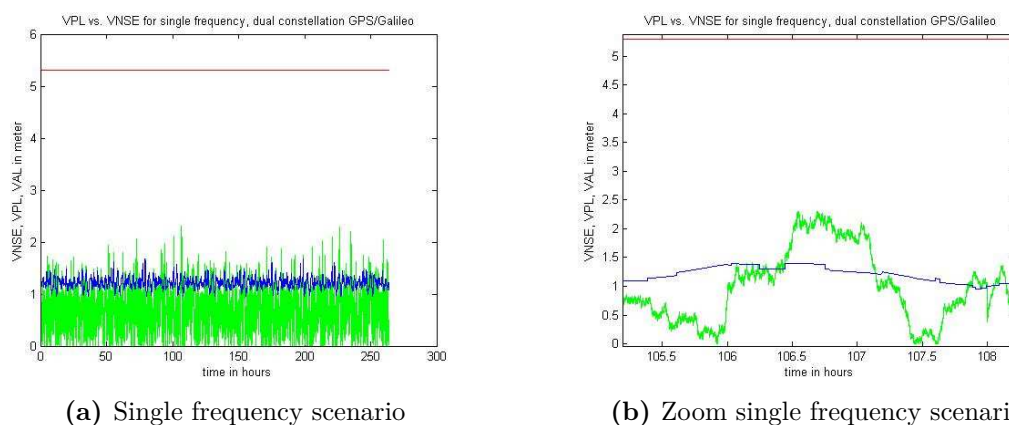 VPL vs. VNSE for single frequency, dual constellation GPS/Galileo
VNSE, VPL, VAL in meter
6
5
4
3
2
1
0
0 50 100 150 200 250 300
time in hours
(a) Single frequency scenario
VPL vs. VNSE for single frequency, dual constellation GPS/Galileo
VNSE, VPL, VAL in meter
5
4.5
4
3.5
3
2.5
2
1.5
1
0.5
0
105.5 106 106.5 107 107.5 108
time in hours
(b) Zoom single frequency scenari